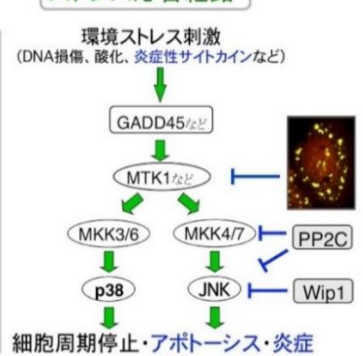 環境ストレス刺激
(DNA損傷、酸化、炎症性サイトカインなど)
GADD45など
MTK1など
MKK3/6
MKK4/7
PP2C
p38
JNK
Wip1
細胞周期停止・アポトーシス・炎症